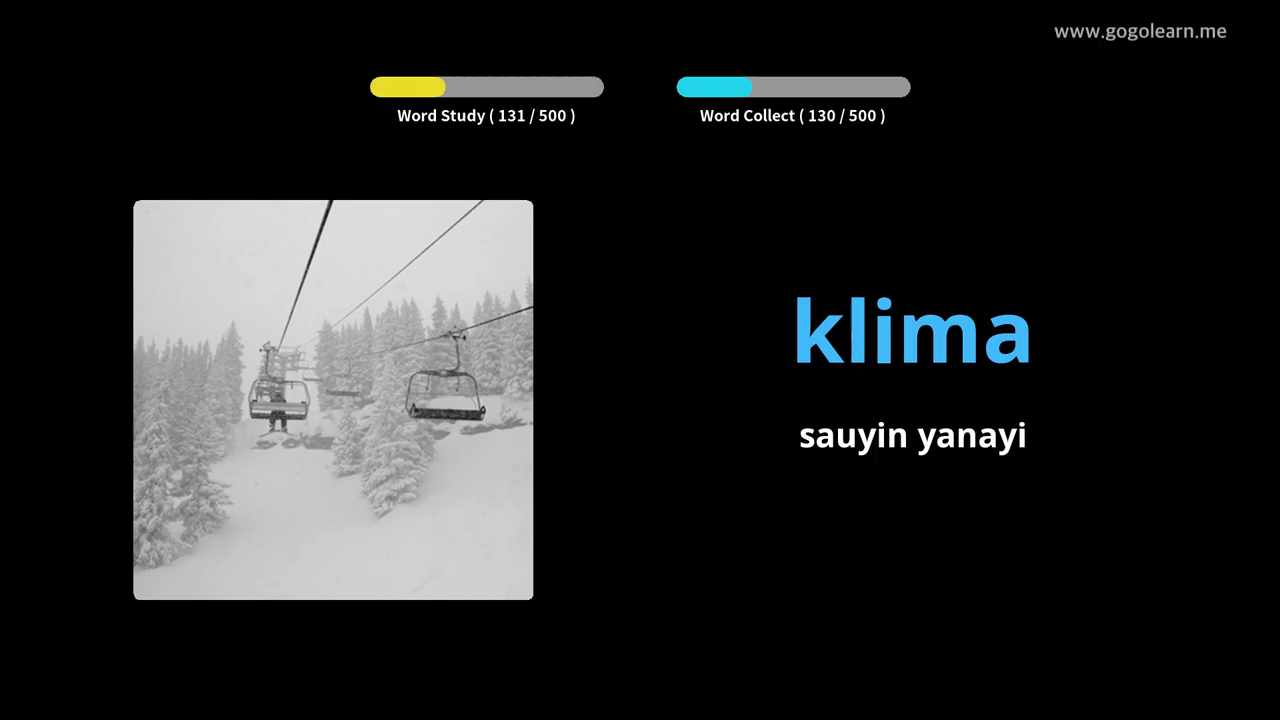 www.gogolearn.me
Word Study ( 131 / 500 )
Word Collect ( 130 / 500 )
klima
sauyin yanayi